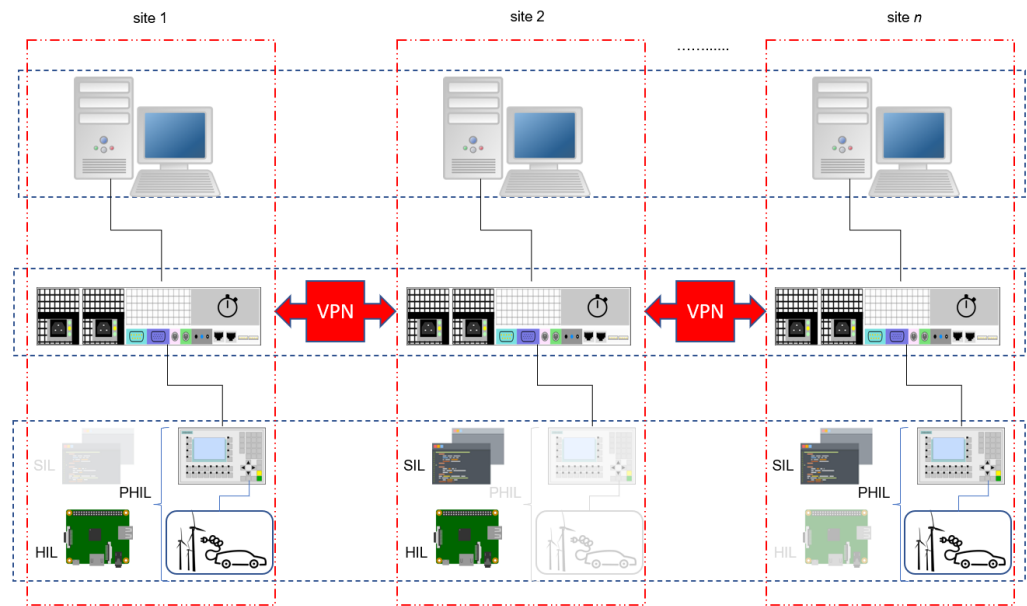 site 1
site 2
site n
............
VPN
VPN
SIL
PHIL
HIL
SIL
PHIL
HIL
SIL
PHIL
HIL